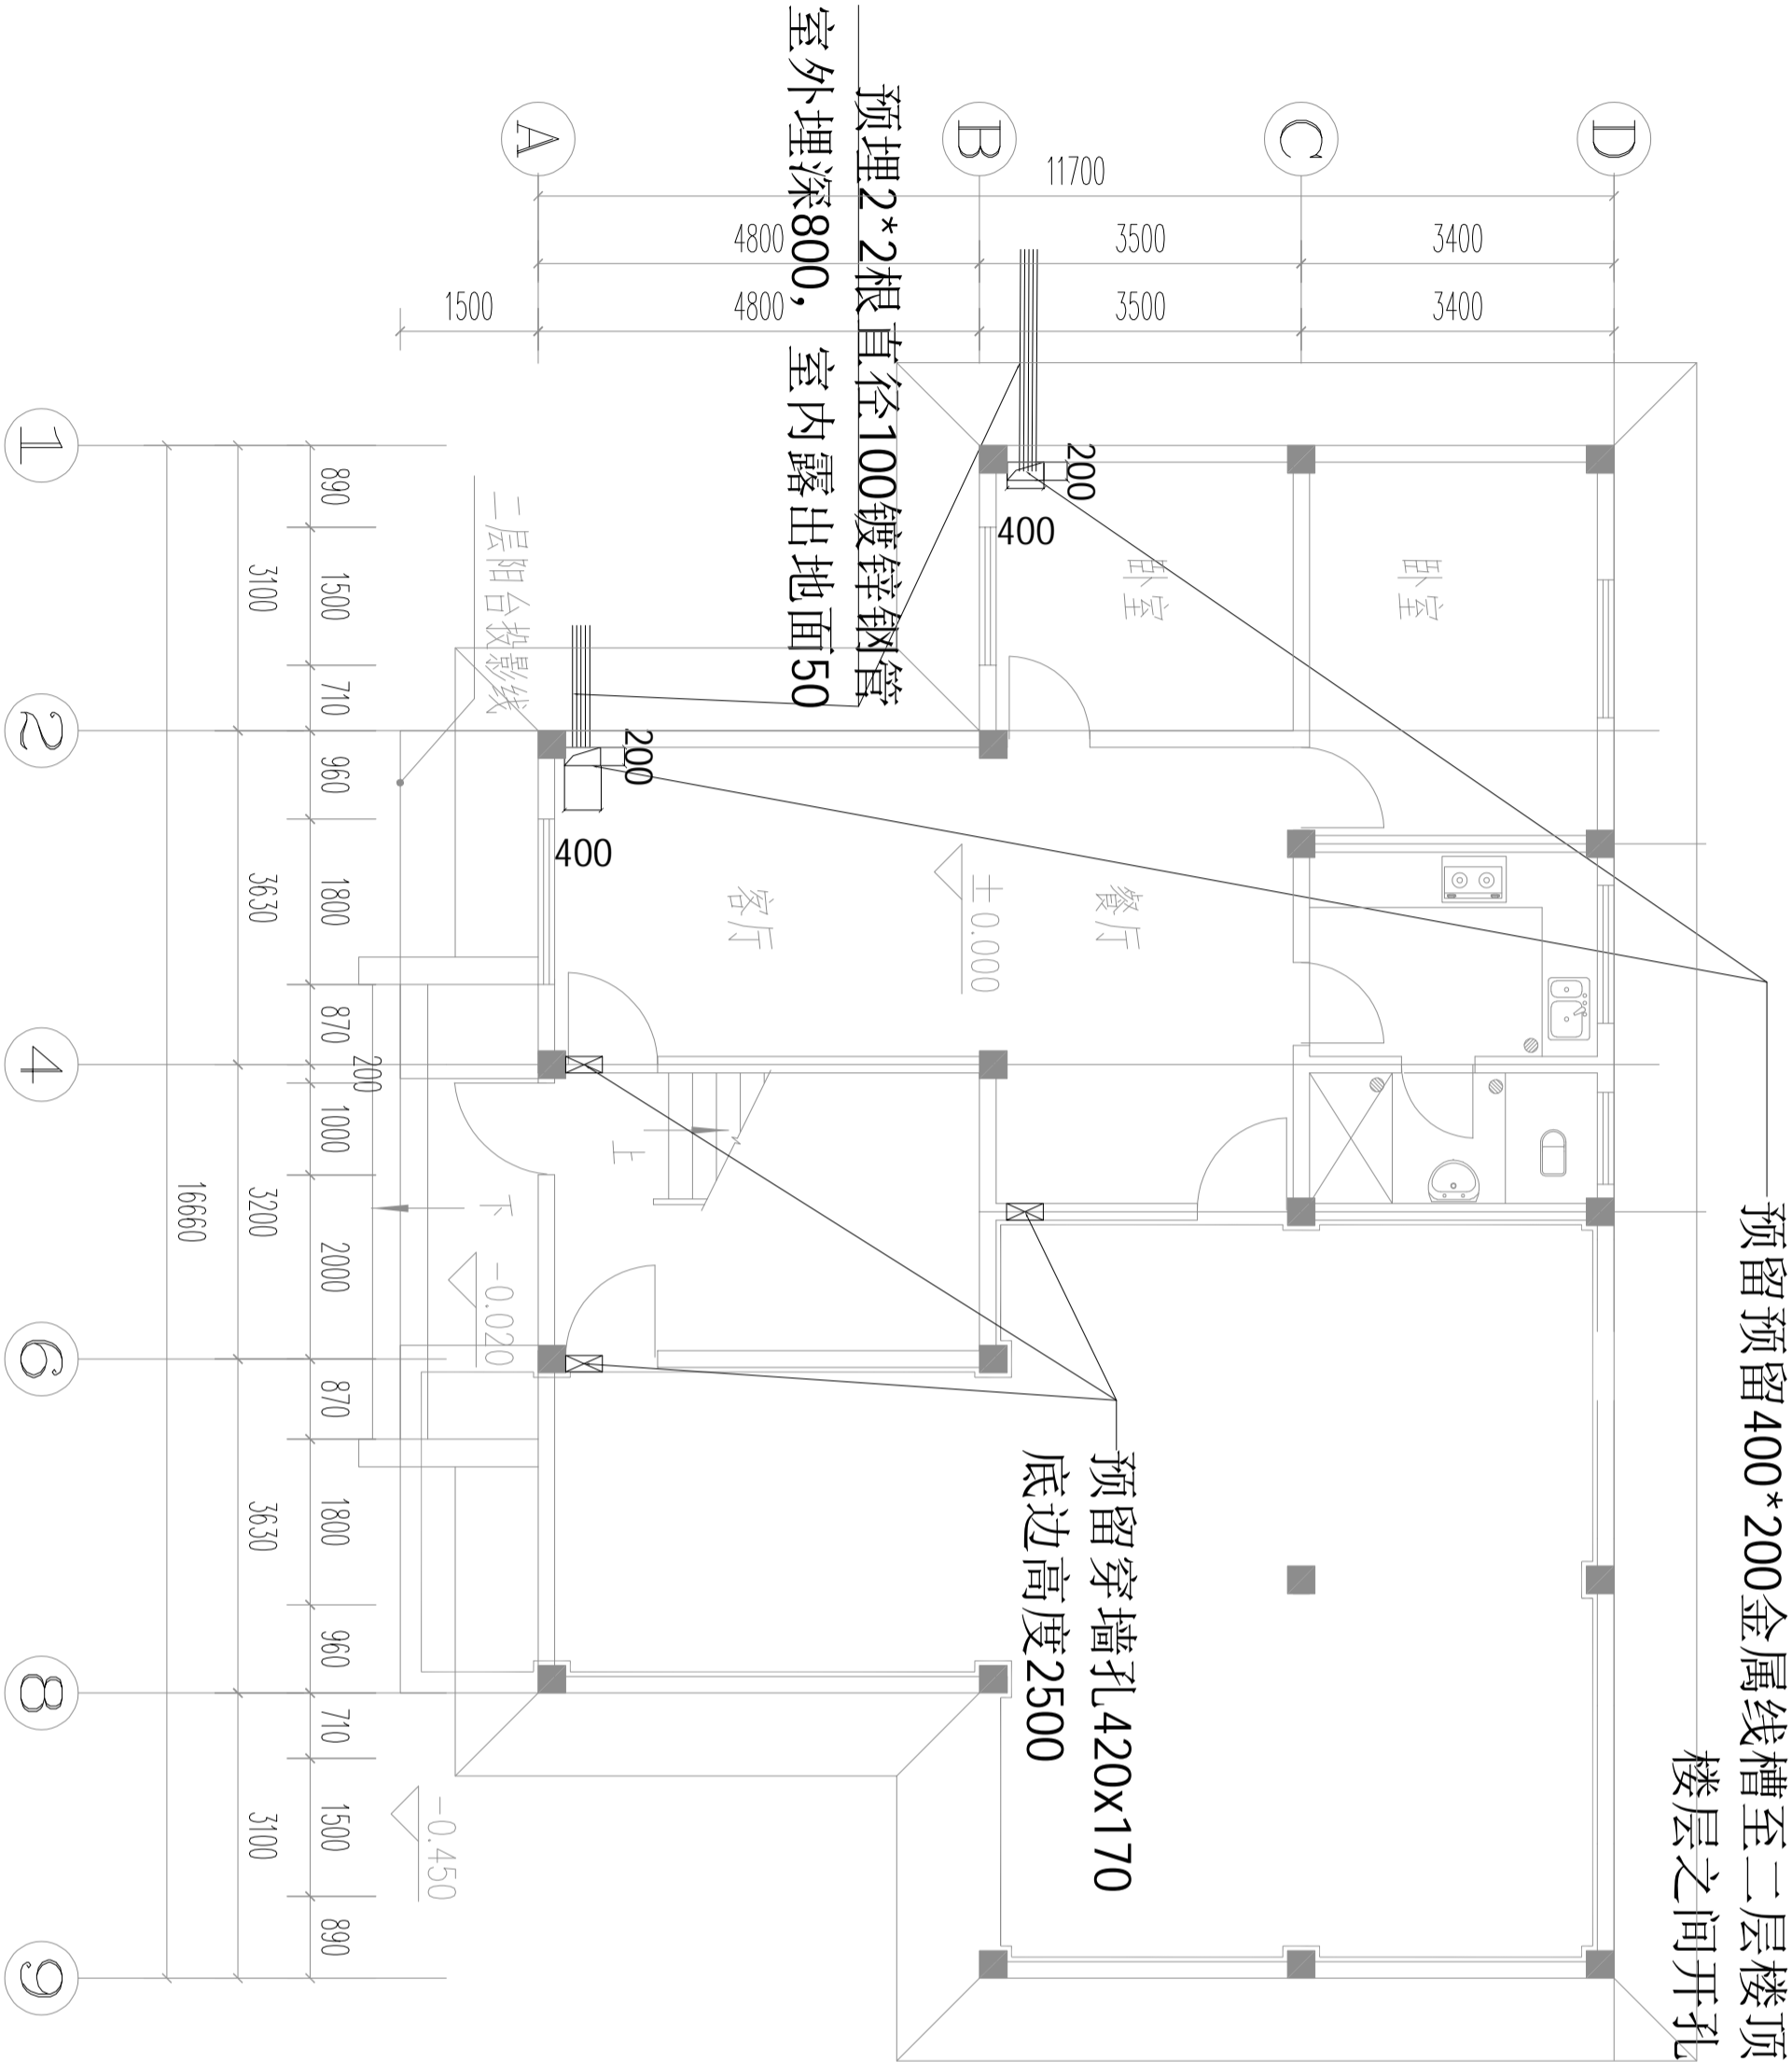 预埋2*2根直径100镀锌钢管
室外埋深800，室内露出地面50
预留预留400*200金属线槽至二层楼顶
楼层之间开孔
预留穿墙孔420x170
底边高度2500
D
C
B
A
11700
3400
3500
4800
3400
3500
4800
1500
200
400
200
400
卧室
卧室
餐厅
客厅
±0.000
二层阳台投影线
上
下
-0.020
-0.450
890
1500
710
960
1800
870
200
1000
2000
870
1800
960
710
1500
890
3100
3630
3200
3630
3100
16660
1
2
4
6
8
9